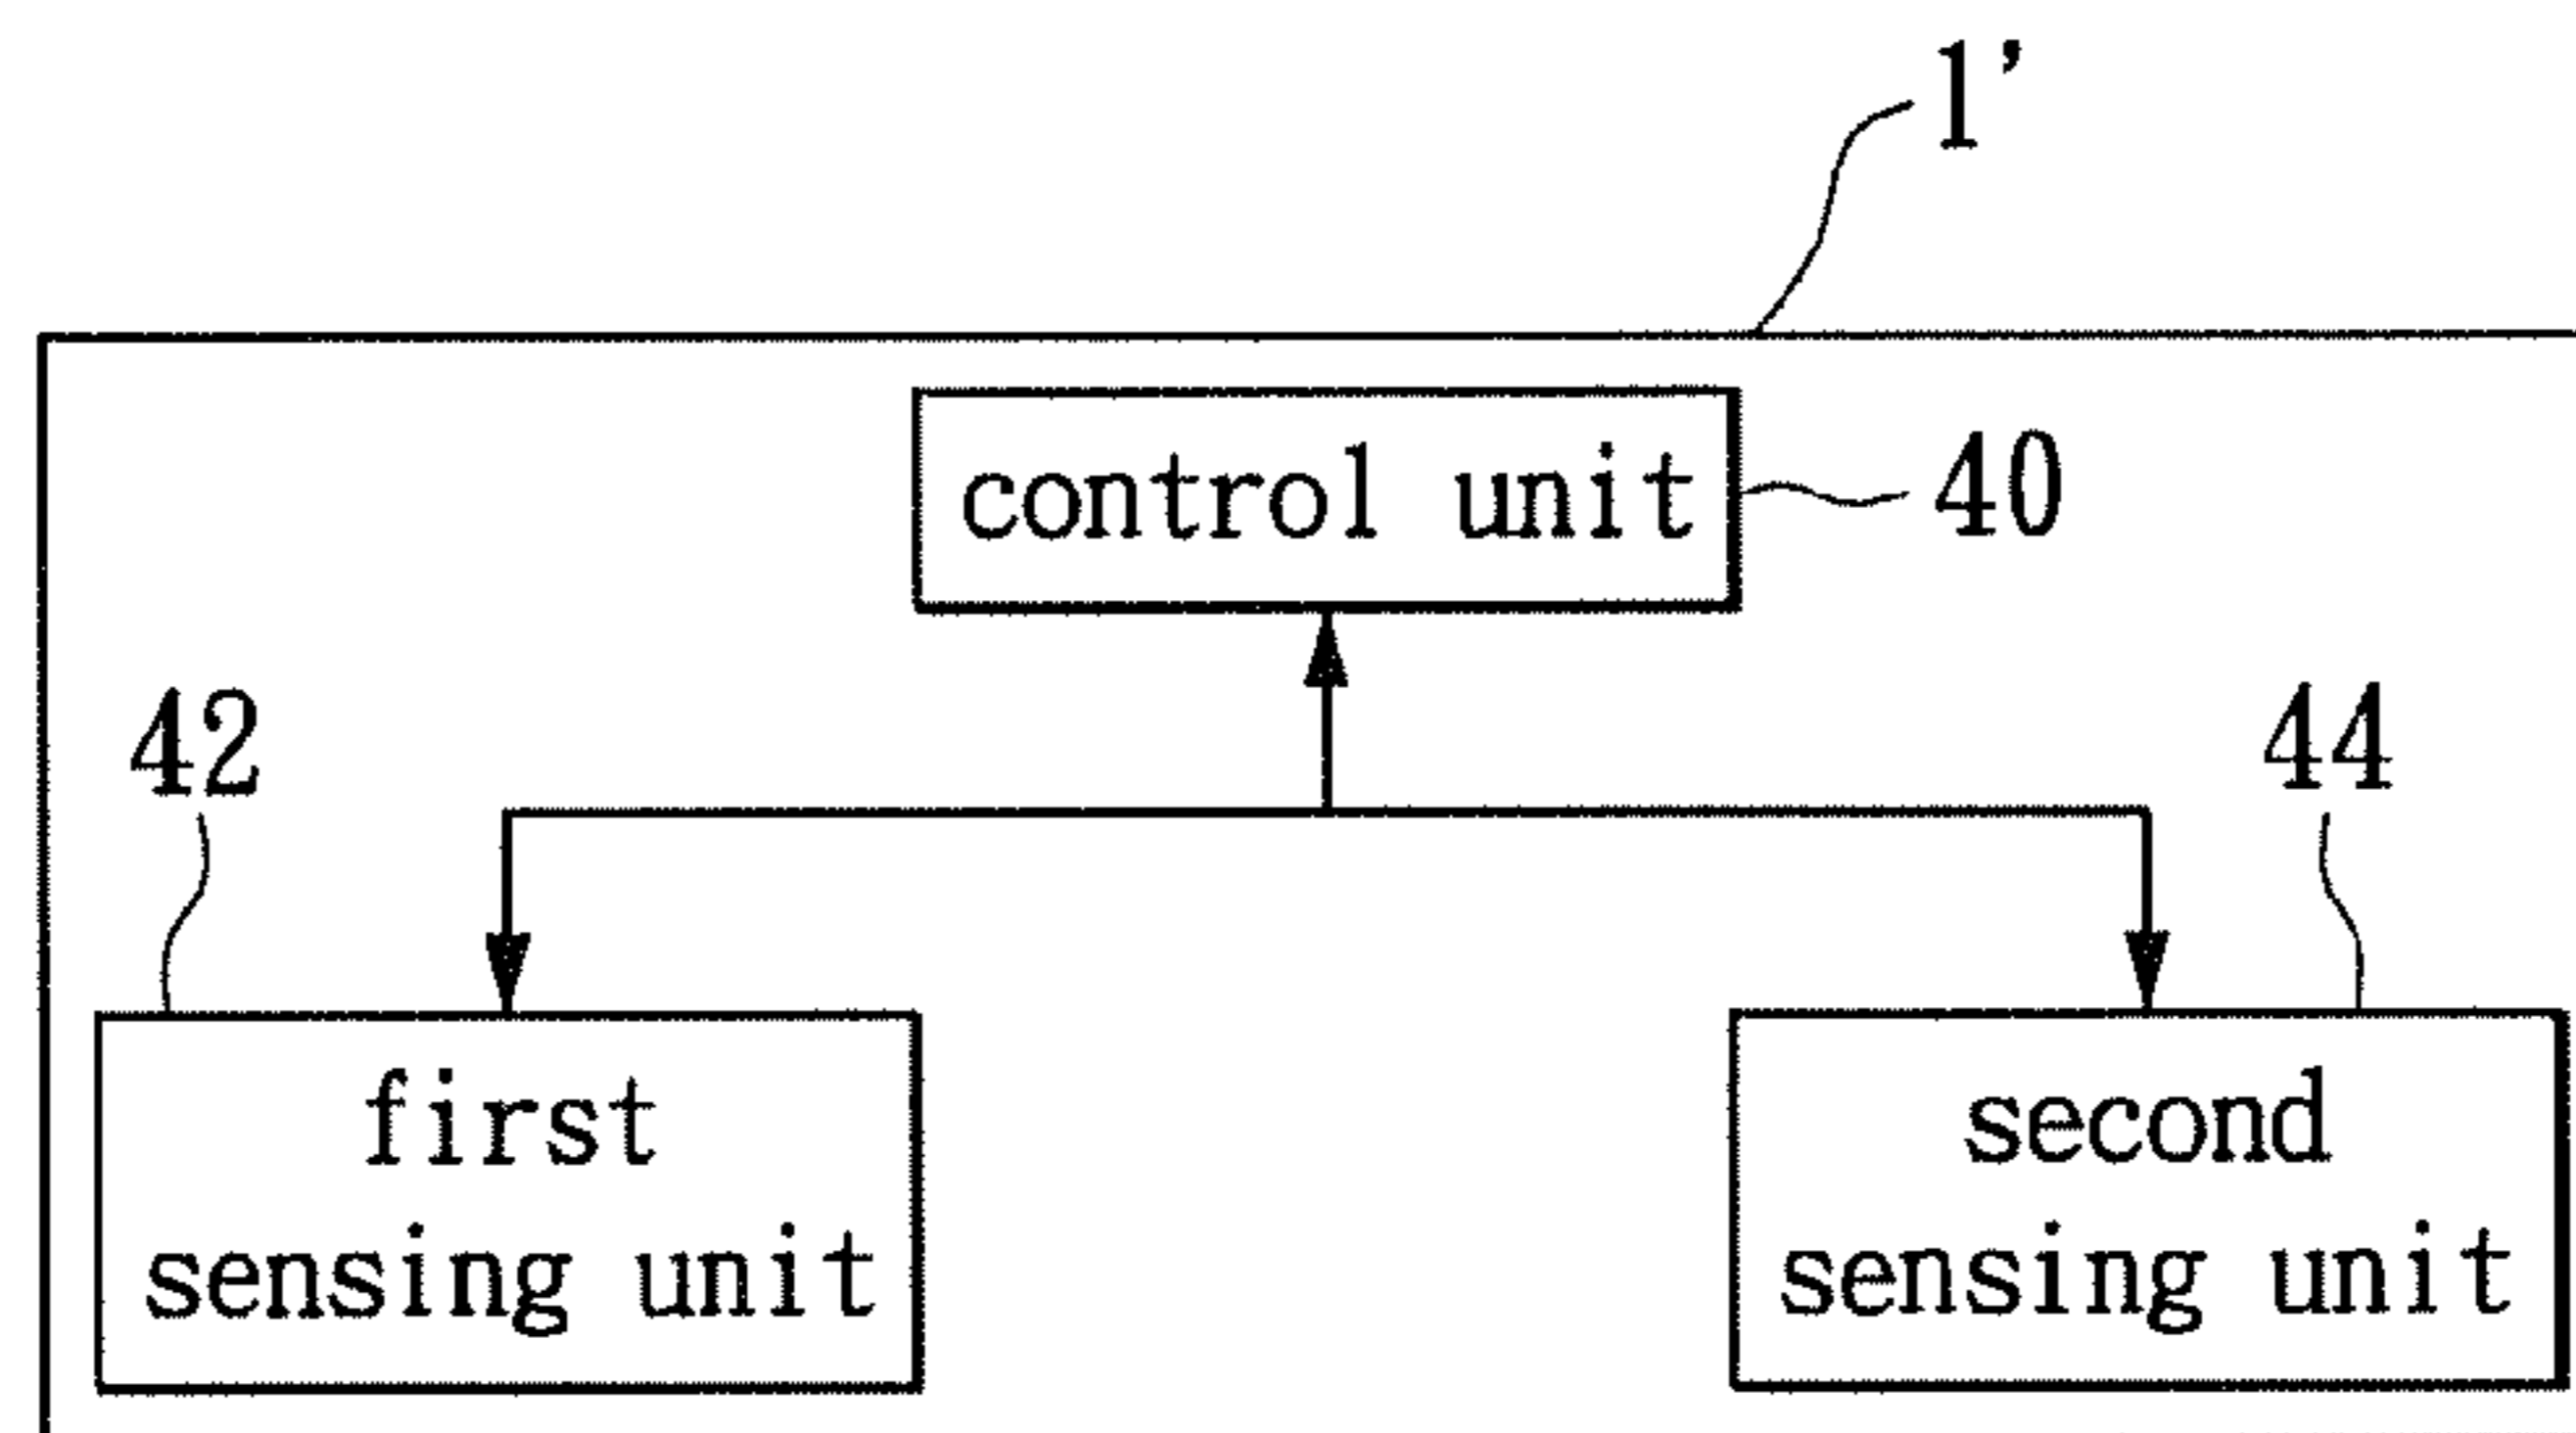 1’
control unit
40
42
44
first
sensing unit
second
sensing unit